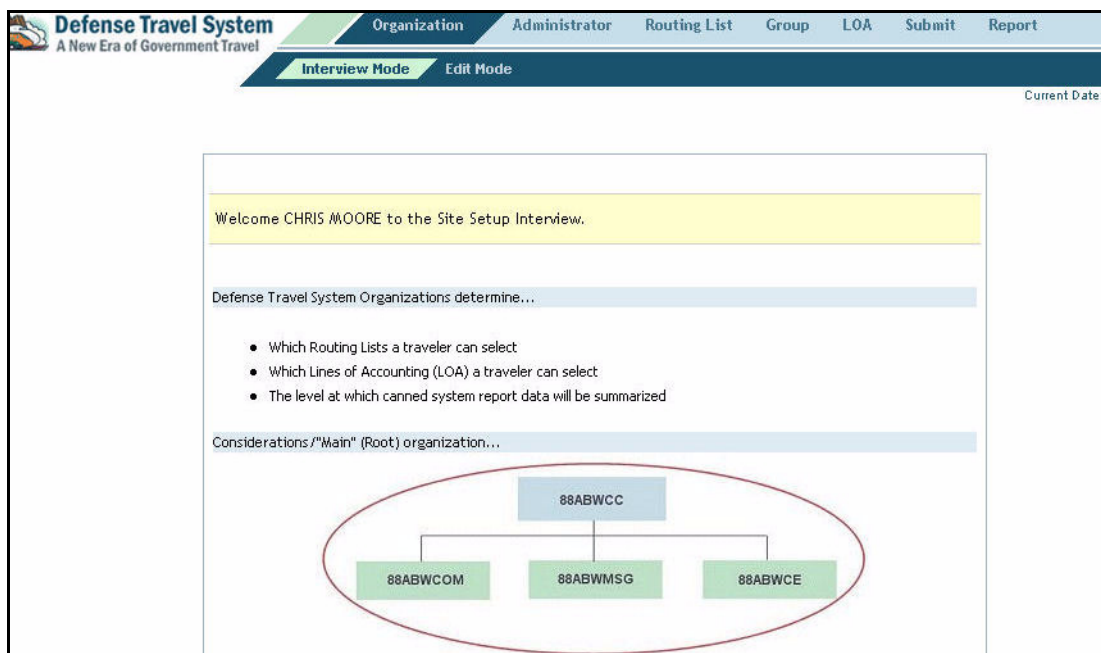 Defense Travel System
A New Era of Government Travel
Organization Administrator Routing List Group LOA Submit Report
Interview Mode Edit Mode
Current Date
Welcome CHRIS MOORE to the Site Setup Interview.
Defense Travel System Organizations determine...
• Which Routing Lists a traveler can select
• Which Lines of Accounting (LOA) a traveler can select
• The level at which canned system report data will be summarized
Considerations/"Main" (Root) organization...
88ABWCC
88ABWCOM 88ABWMSG 88ABWCE